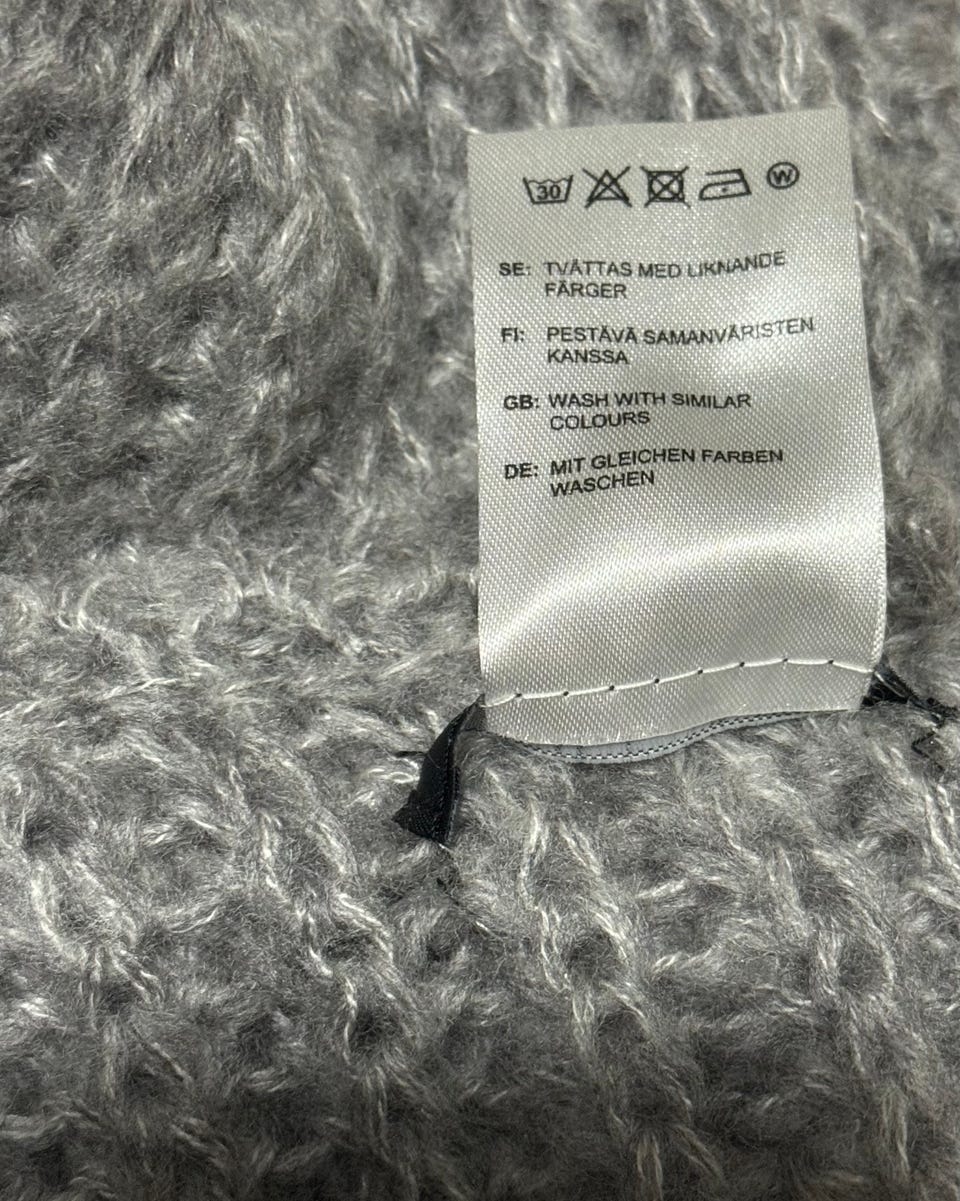 30 W
SE: TVÄTTAS MED LIKNANDE
FÄRGER
FI: PESTÄVÄ SAMANVÄRISTEN
KANSSA
GB: WASH WITH SIMILAR
COLOURS
DE: MIT GLEICHEN FARBEN
WASCHEN